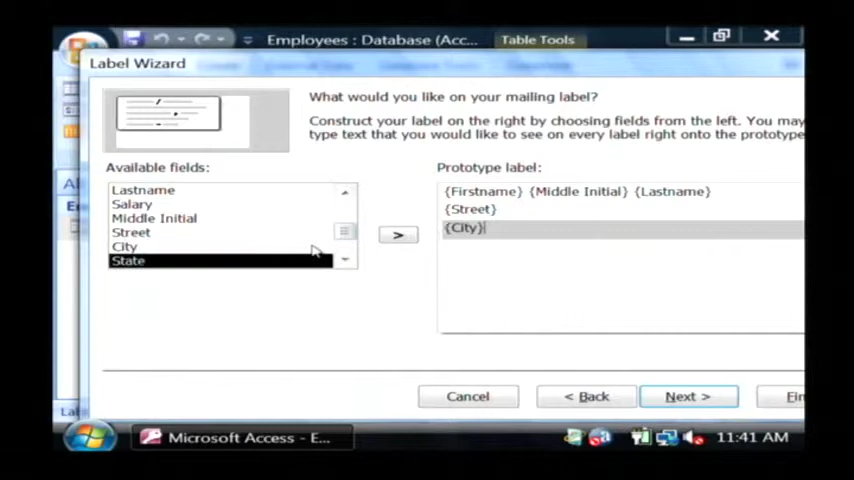 Employees : Database (Acc...
Table Tools
Label Wizard
What would you like on your mailing label?
Construct your label on the right by choosing fields from the left. You may
type text that you would like to see on every label right onto the prototype
Available fields:
Prototype label:
Lastname
Salary
Middle Initial
Street
City
State
>
{Firstname} {Middle Initial} {Lastname}
{Street}
{City}
Cancel
< Back
Next >
Fin
Microsoft Access - E...
11:41 AM